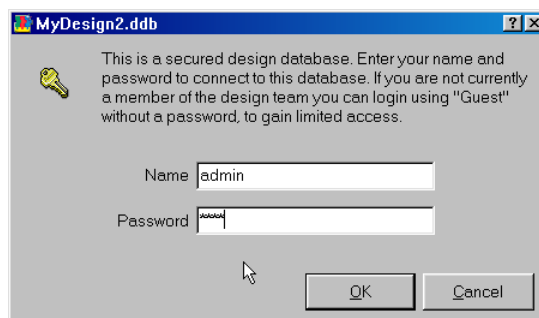 MyDesign2.ddb
This is a secured design database. Enter your name and
password to connect to this database. If you are not currently
a member of the design team you can login using "Guest"
without a password, to gain limited access.
Name admin
Password *****
OK Cancel